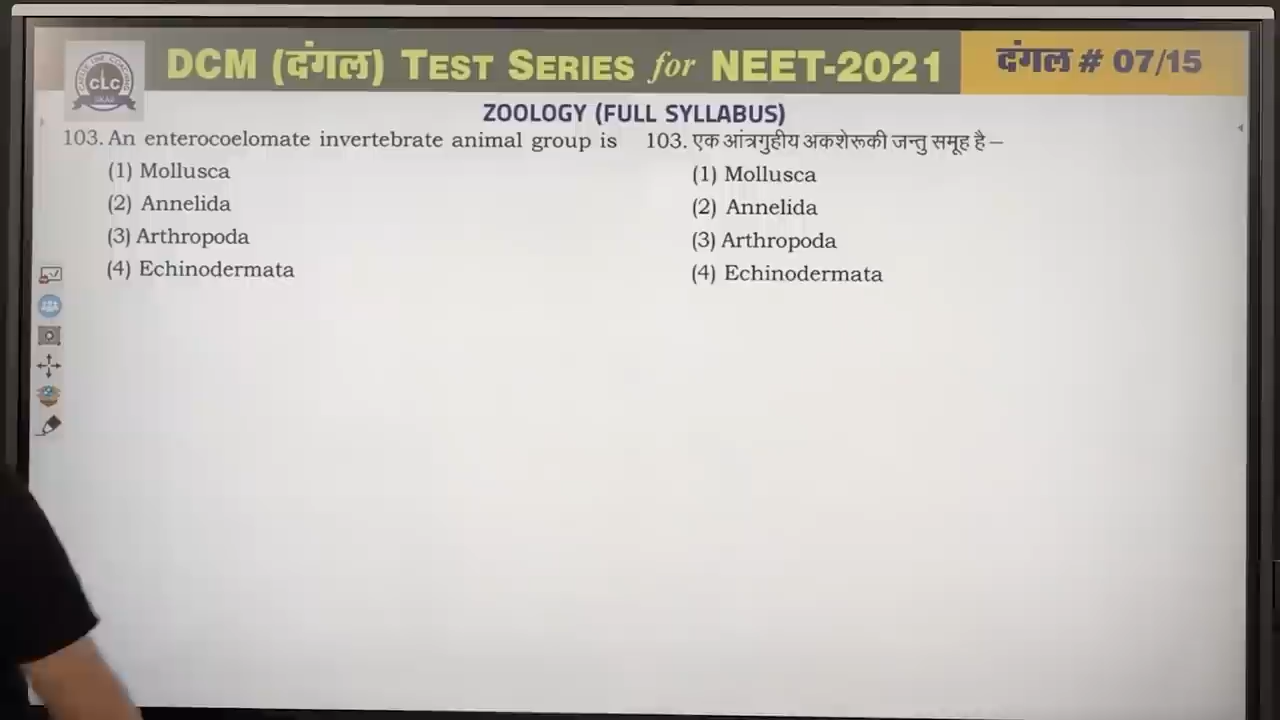 DCM (दंगल) TEST SERIES for NEET-2021
दंगल # 07/15
CLC
ZOOLOGY (FULL SYLLABUS)
103. An enterocoelomate invertebrate animal group is
(1) Mollusca
(2) Annelida
(3) Arthropoda
(4) Echinodermata
103. एक आंत्रगुहीय अकशेरूकी जन्तु समूह है –
(1) Mollusca
(2) Annelida
(3) Arthropoda
(4) Echinodermata